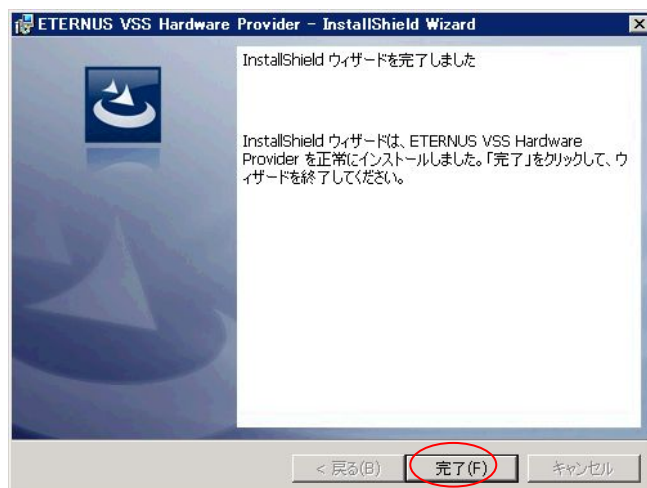 ETERNUS VSS Hardware Provider - InstallShield Wizard
InstallShield ウィザードを完了しました
InstallShield ウィザードは、ETERNUS VSS Hardware
Provider を正常にインストールしました。「完了」をクリックして、ウ
ィザードを終了してください。
< 戻る(B) 完了(F) キャンセル